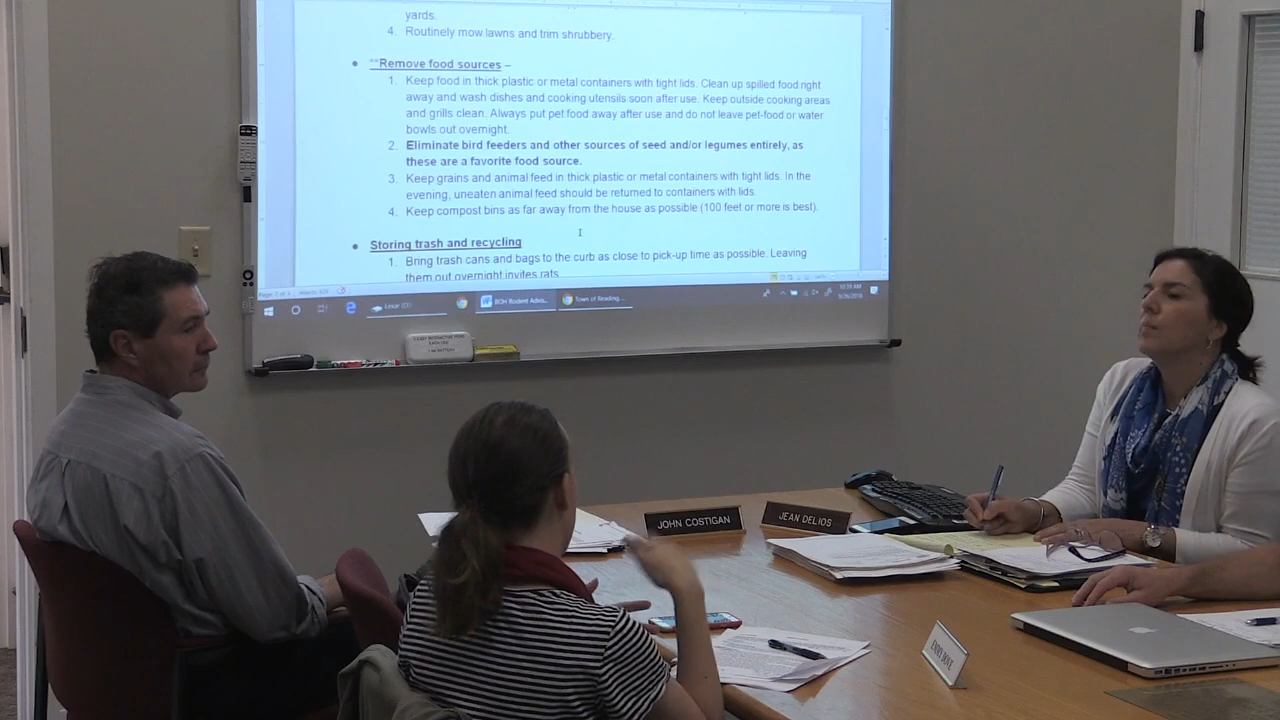 yards.
4. Routinely mow lawns and trim shrubbery.
• **Remove food sources –
1. Keep food in thick plastic or metal containers with tight lids. Clean up spilled food right
away and wash dishes and cooking utensils soon after use. Keep outside cooking areas
and grills clean. Always put pet food away after use and do not leave pet-food or water
bowls out overnight.
2. Eliminate bird feeders and other sources of seed and/or legumes entirely, as
these are a favorite food source.
3. Keep grains and animal feed in thick plastic or metal containers with tight lids. In the
evening, uneaten animal feed should be returned to containers with lids.
4. Keep compost bins as far away from the house as possible (100 feet or more is best).
• Storing trash and recycling
1. Bring trash cans and bags to the curb as close to pick-up time as possible. Leaving
them out overnight invites rats
Lexar (D:)
BOH Rodent Advis...
Town of Reading,...
10:39 AM
9/26/2018
JOHN COSTIGAN
JEAN DELIOS